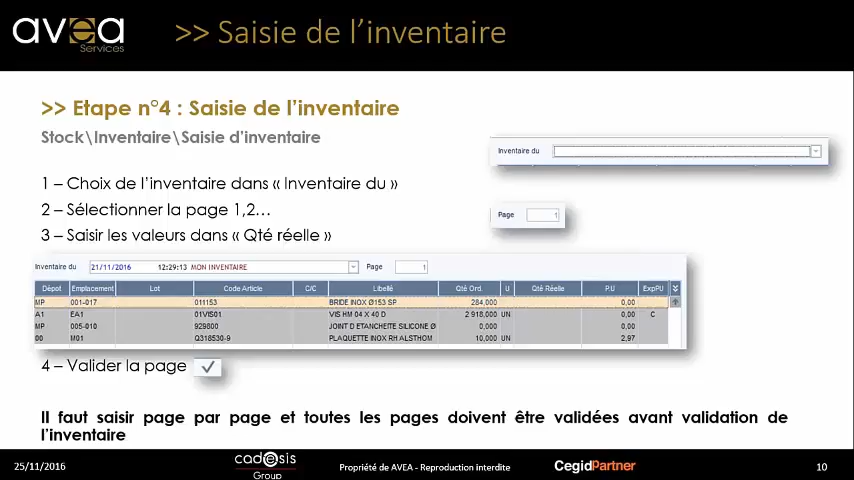 avea
Services
>> Saisie de l’inventaire
>> Etape n°4 : Saisie de l’inventaire
Stock\Inventaire\Saisie d’inventaire
Inventaire du
1 – Choix de l’inventaire dans « Inventaire du »
2 – Sélectionner la page 1,2…
Page 1
3 – Saisir les valeurs dans « Qté réelle »
Inventaire du 21/11/2016 12:29:13 MON INVENTAIRE Page 1
Dépot Emplacement Lot Code Article C/C Libellé Qté Ord. U Qté Réelle P.U ExpPU
MP 001-017 011153 BRIDE INOX Ø153 SP 284,000 0,00
A1 EA1 01VIS01 VIS HM 04 X 40 D 2 918,000 UN 0,00 C
MP 005-010 929800 JOINT D ETANCHEITE SILICONE Ø 0,000 0,00
00 M01 Q318530-9 PLAQUETTE INOX RH ALSTHOM 10,000 UN 2,97
4 – Valider la page
Il faut saisir page par page et toutes les pages doivent être validées avant validation de
l’inventaire
25/11/2016
cadesis
Group
Propriété de AVEA - Reproduction interdite
CegidPartner
10